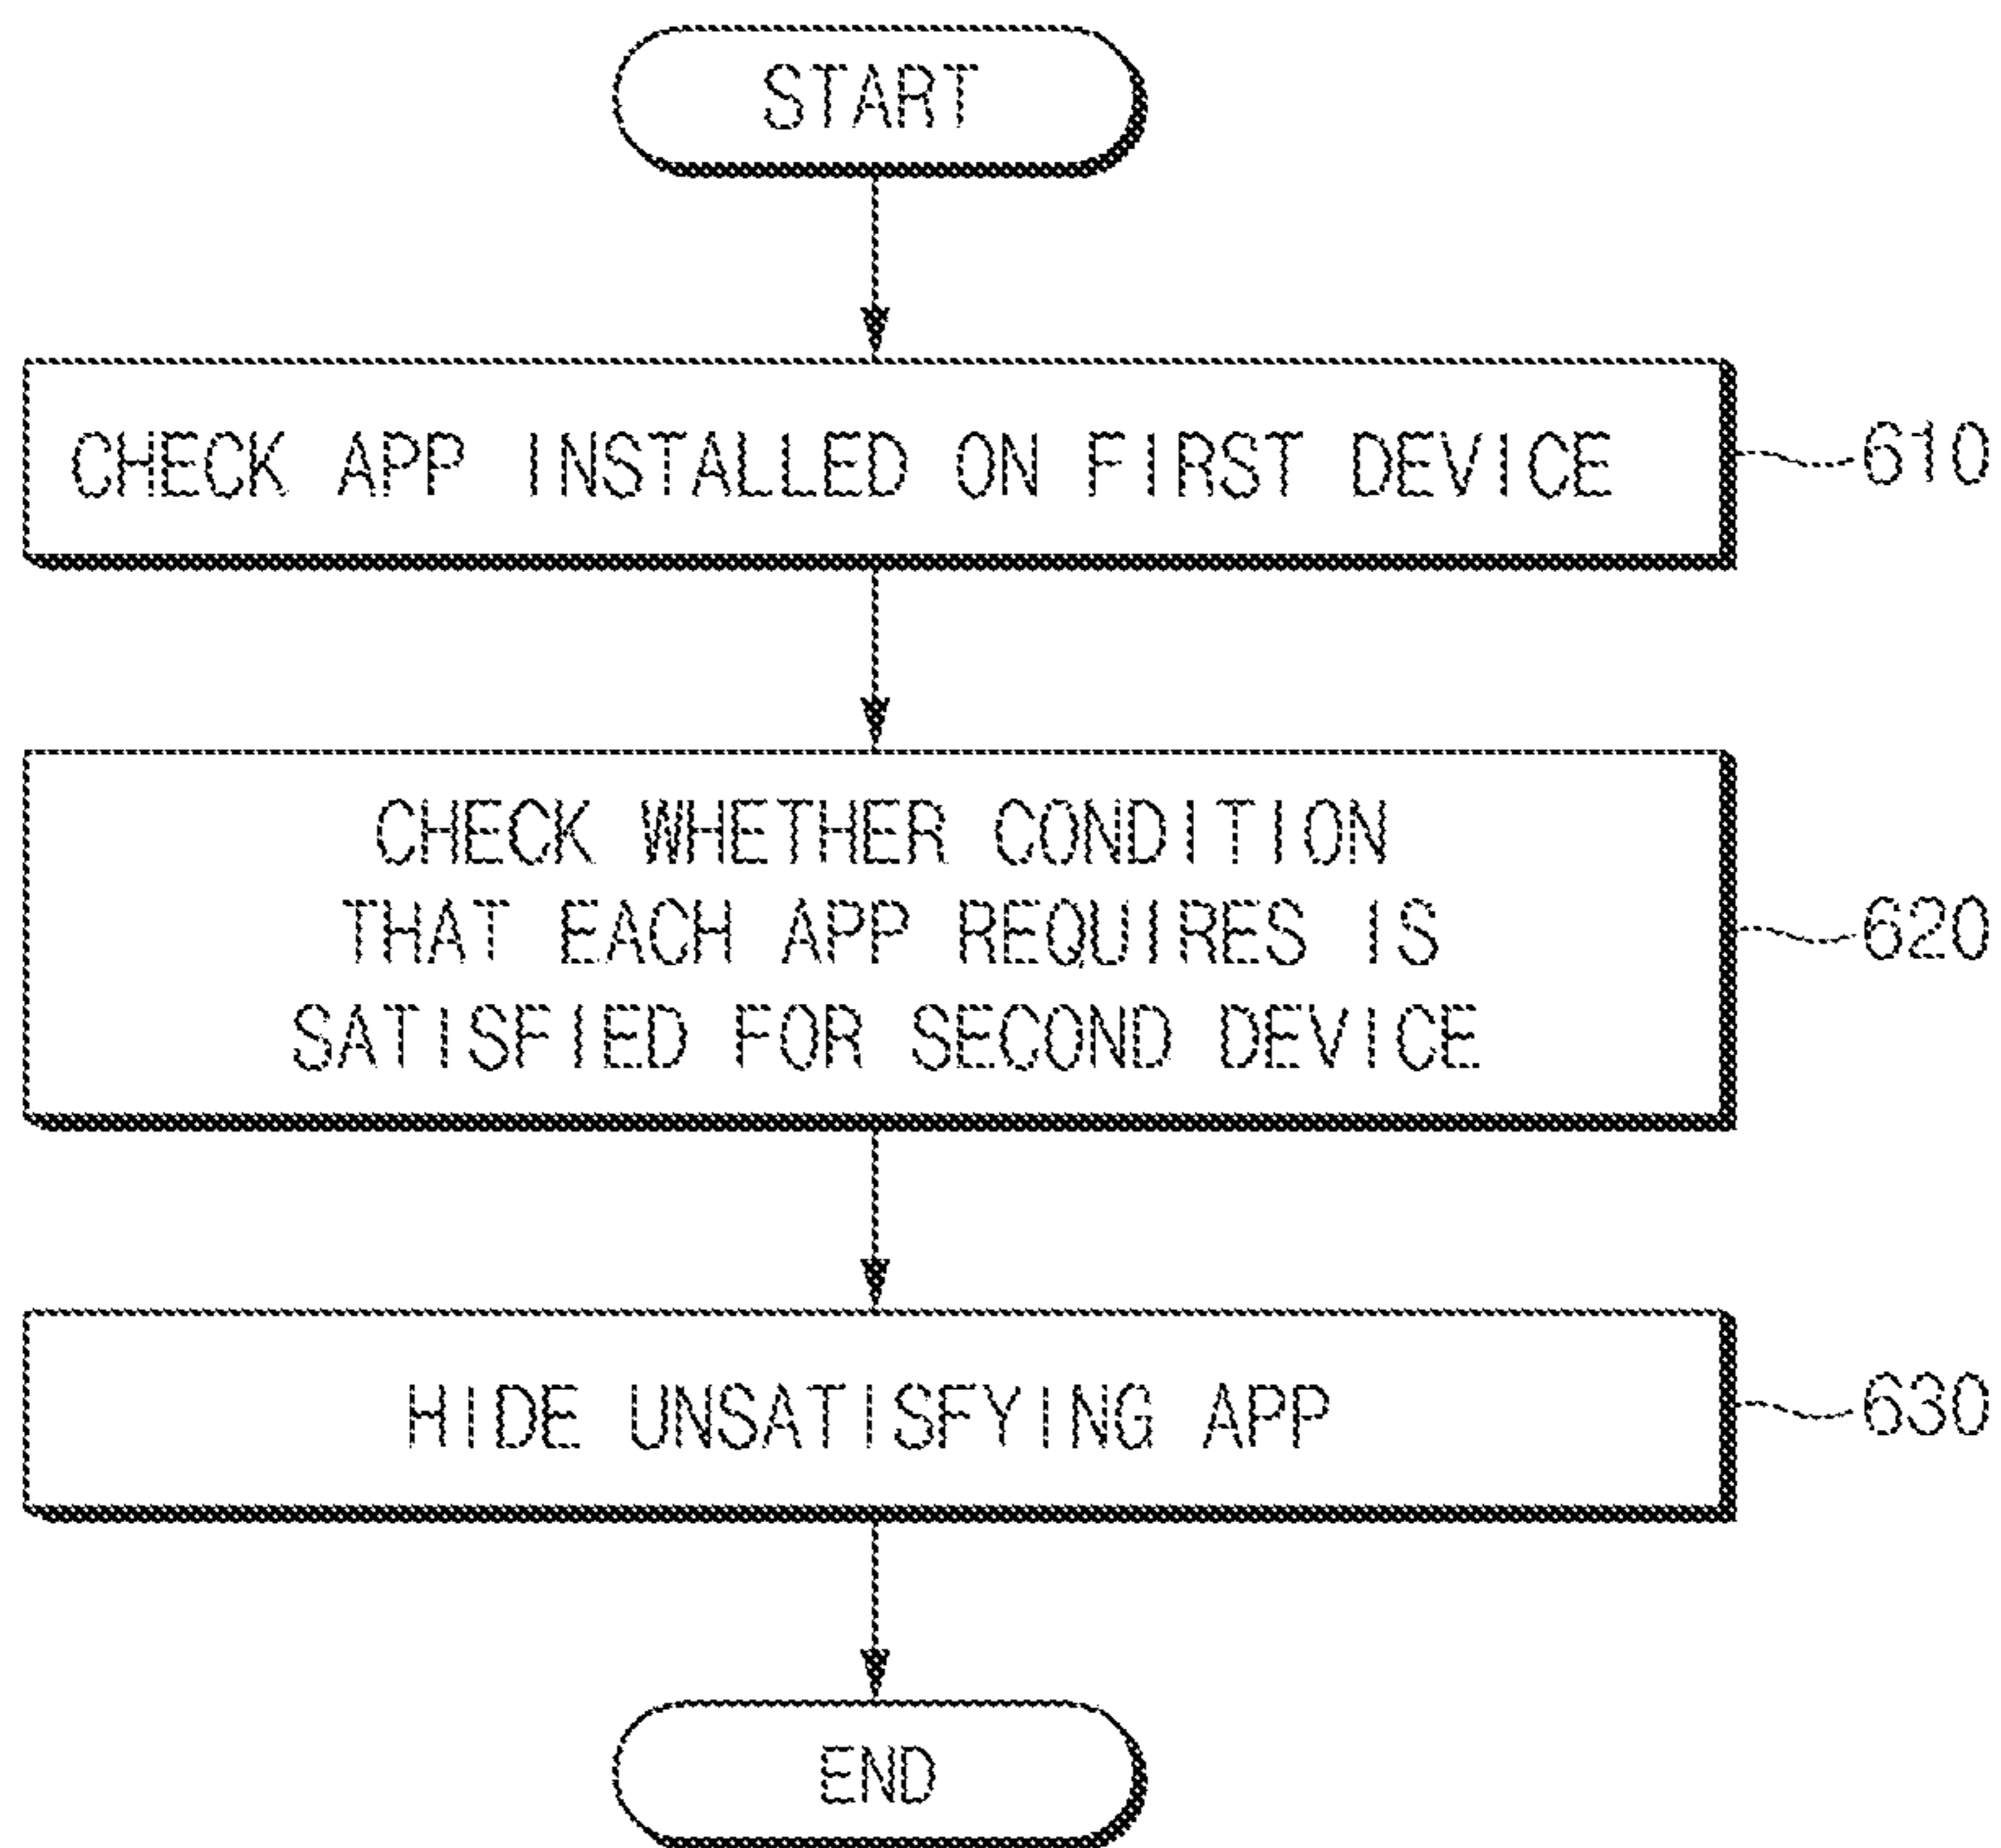 START
CHECK APP INSTALLED ON FIRST DEVICE
610
CHECK WHETHER CONDITION
THAT EACH APP REQUIRES IS
SATISFIED FOR SECOND DEVICE
620
HIDE UNSATISFYING APP
630
END